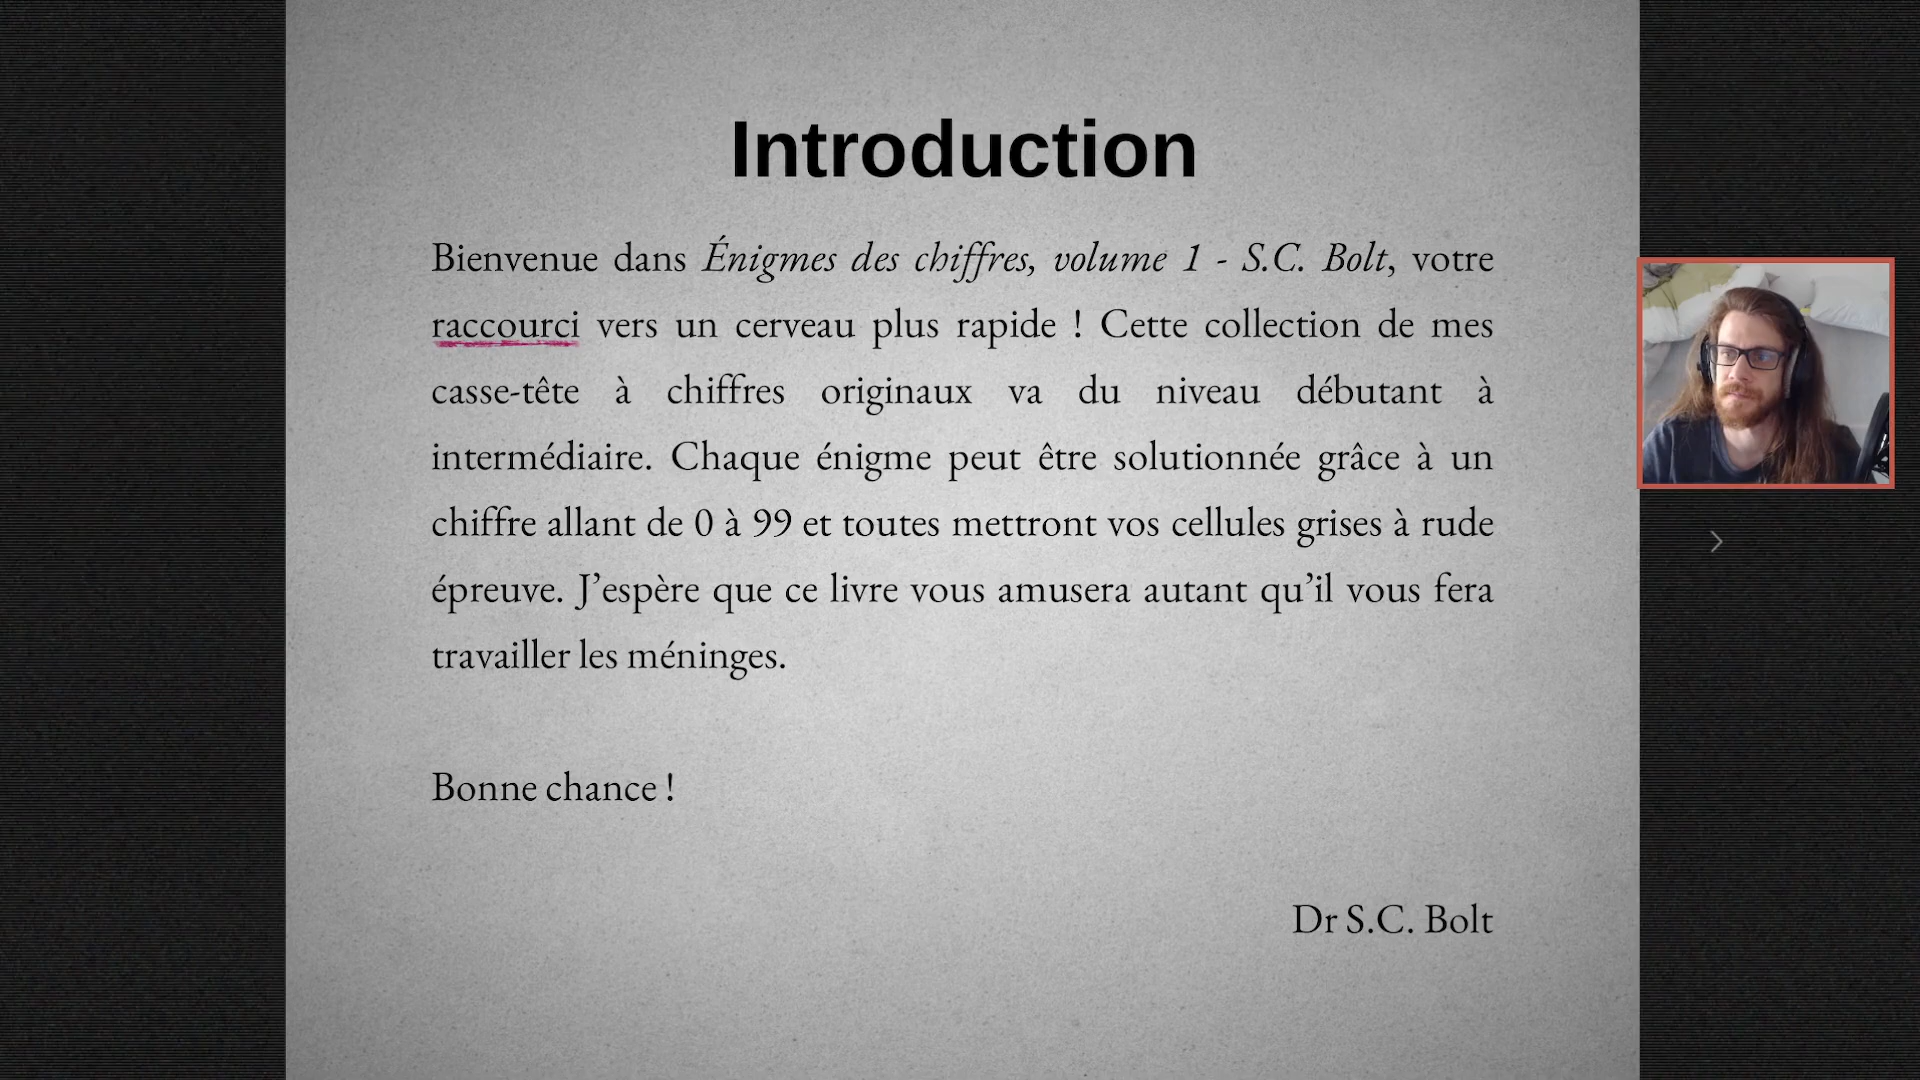 Introduction
Bienvenue dans Énigmes des chiffres, volume 1 - S.C. Bolt, votre
raccourci vers un cerveau plus rapide ! Cette collection de mes
casse-tête à chiffres originaux va du niveau débutant à
intermédiaire. Chaque énigme peut être solutionnée grâce à un
chiffre allant de 0 à 99 et toutes mettront vos cellules grises à rude
épreuve. J’espère que ce livre vous amusera autant qu’il vous fera
travailler les méninges.
Bonne chance !
Dr S.C. Bolt